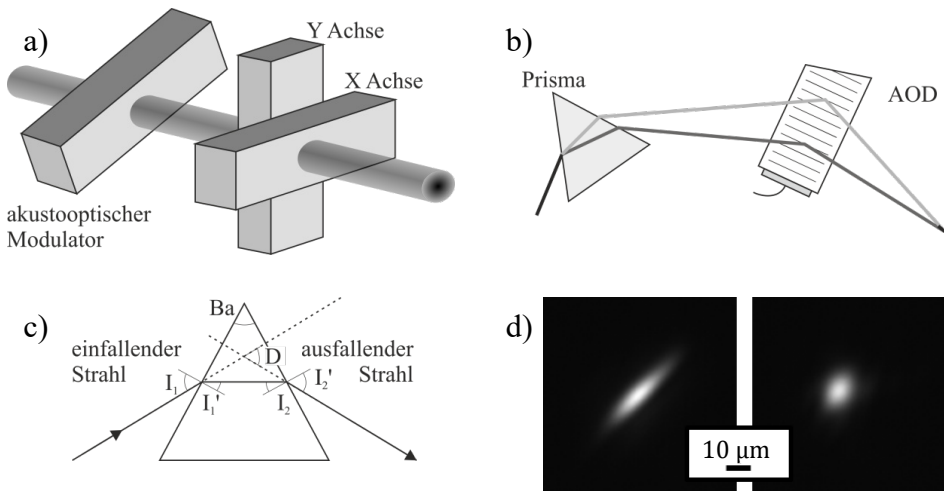 a)
Y Achse
X Achse
akustooptischer
Modulator
b)
Prisma
AOD
c)
Ba
einfallender
Strahl
D
ausfallender
Strahl
I₁
I₁'
I₂
I₂'
d)
10 μm